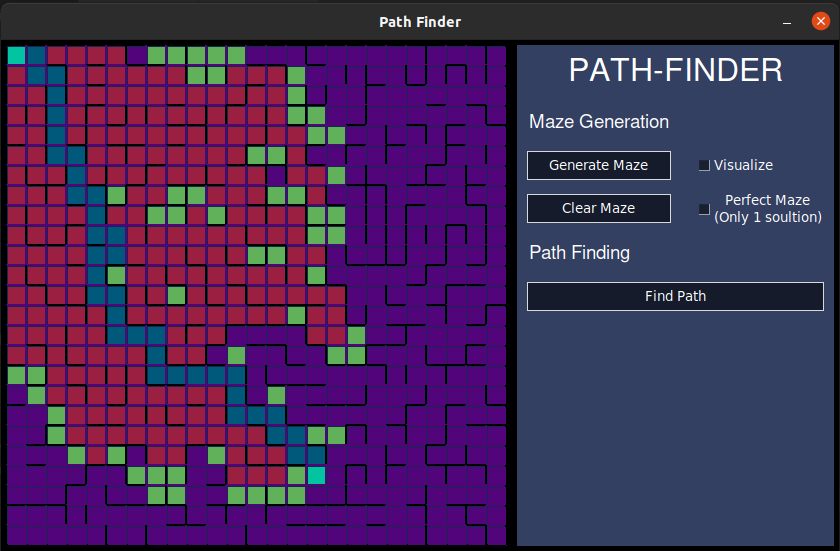 Path Finder
PATH-FINDER
Maze Generation
Generate Maze
Visualize
Clear Maze
Perfect Maze
(Only 1 soultion)
Path Finding
Find Path